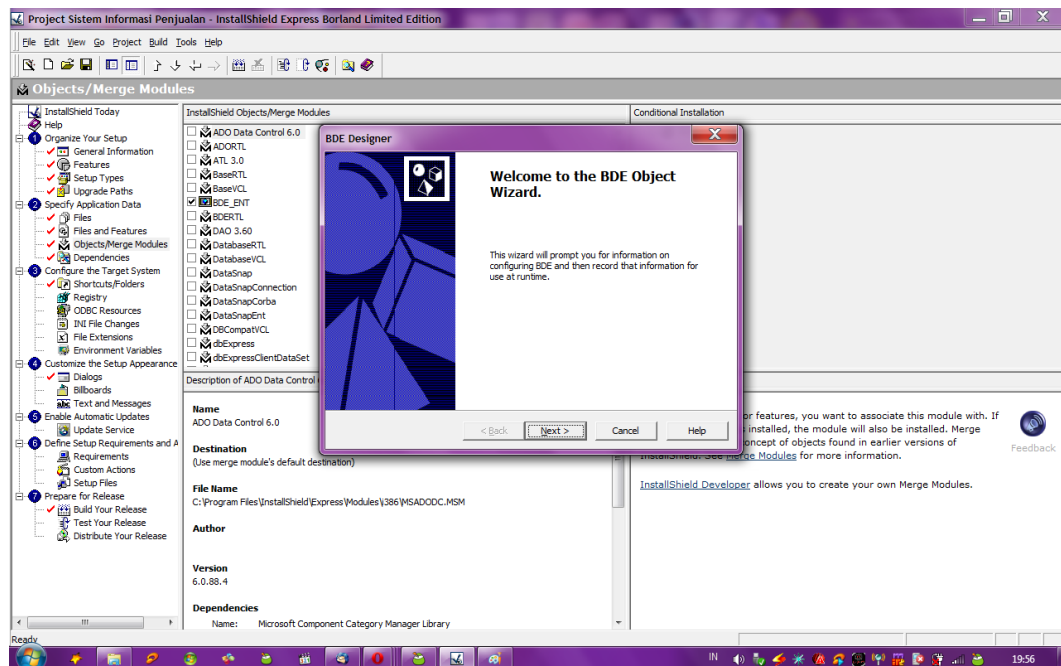 Project Sistem Informasi Penjualan - InstallShield Express Borland Limited Edition
File Edit View Go Project Build Tools Help
Objects/Merge Modules
InstallShield Today
Help
1 Organize Your Setup
General Information
Features
Setup Types
Upgrade Paths
2 Specify Application Data
Files
Files and Features
Objects/Merge Modules
Dependencies
3 Configure the Target System
Shortcuts/Folders
Registry
ODBC Resources
INI File Changes
File Extensions
Environment Variables
4 Customize the Setup Appearance
Dialogs
Billboards
Text and Messages
5 Enable Automatic Updates
Update Service
6 Define Setup Requirements and A
Requirements
Custom Actions
Setup Files
7 Prepare for Release
Build Your Release
Test Your Release
Distribute Your Release
InstallShield Objects/Merge Modules
ADO Data Control 6.0
ADORTL
ATL 3.0
BaseRTL
BaseVCL
BDE_ENT
BDERTL
DAO 3.60
DatabaseRTL
DatabaseVCL
DataSnap
DataSnapConnection
DataSnapCorba
DataSnapEnt
DBCompatVCL
dbExpress
dbExpressClientDataSet
Conditional Installation
BDE Designer
X
Welcome to the BDE Object
Wizard.
This wizard will prompt you for information on
configuring BDE and then record that information for
use at runtime.
< Back Next > Cancel Help
Description of ADO Data Control
Name
ADO Data Control 6.0
Destination
(Use merge module's default destination)
File Name
C:\Program Files\InstallShield\Express\Modules\i386\MSADODC.MSM
Author
Version
6.0.88.4
Dependencies
Name: Microsoft Component Category Manager Library
or features, you want to associate this module with. If
installed, the module will also be installed. Merge
oncept of objects found in earlier versions of
InstallShield. See Merge Modules for more information.
InstallShield Developer allows you to create your own Merge Modules.
Feedback
Ready
IN 19:56